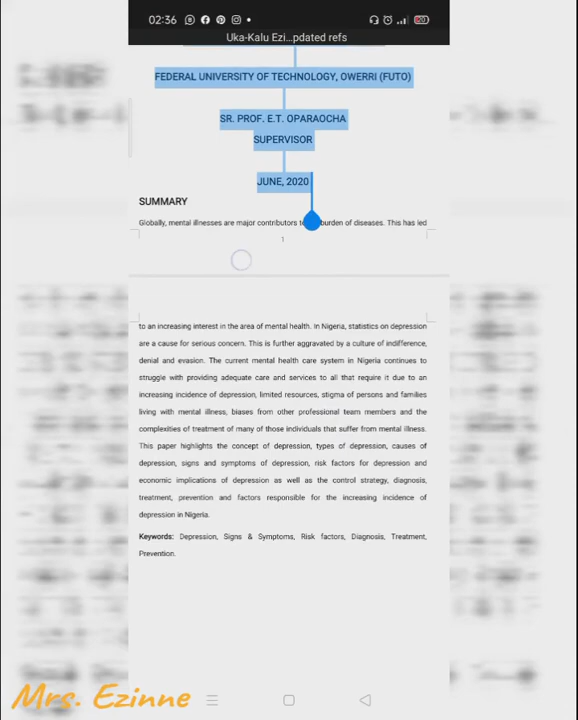 02:36
20
Uka-Kalu Ezi...pdated refs
FEDERAL UNIVERSITY OF TECHNOLOGY, OWERRI (FUTO)
SR. PROF. E.T. OPARAOCHA
SUPERVISOR
JUNE, 2020
SUMMARY
Globally, mental illnesses are major contributors burden of diseases. This has led
1
to an increasing interest in the area of mental health. In Nigeria, statistics on depression
are a cause for serious concern. This is further aggravated by a culture of indifference,
denial and evasion. The current mental health care system in Nigeria continues to
struggle with providing adequate care and services to all that require it due to an
increasing incidence of depression, limited resources, stigma of persons and families
living with mental illness, biases from other professional team members and the
complexities of treatment of many of those individuals that suffer from mental illness.
This paper highlights the concept of depression, types of depression, causes of
depression, signs and symptoms of depression, risk factors for depression and
economic implications of depression as well as the control strategy, diagnosis,
treatment, prevention and factors responsible for the increasing incidence of
depression in Nigeria.
Keywords: Depression, Signs & Symptoms, Risk factors, Diagnosis, Treatment,
Prevention.
Mrs. Ezinne